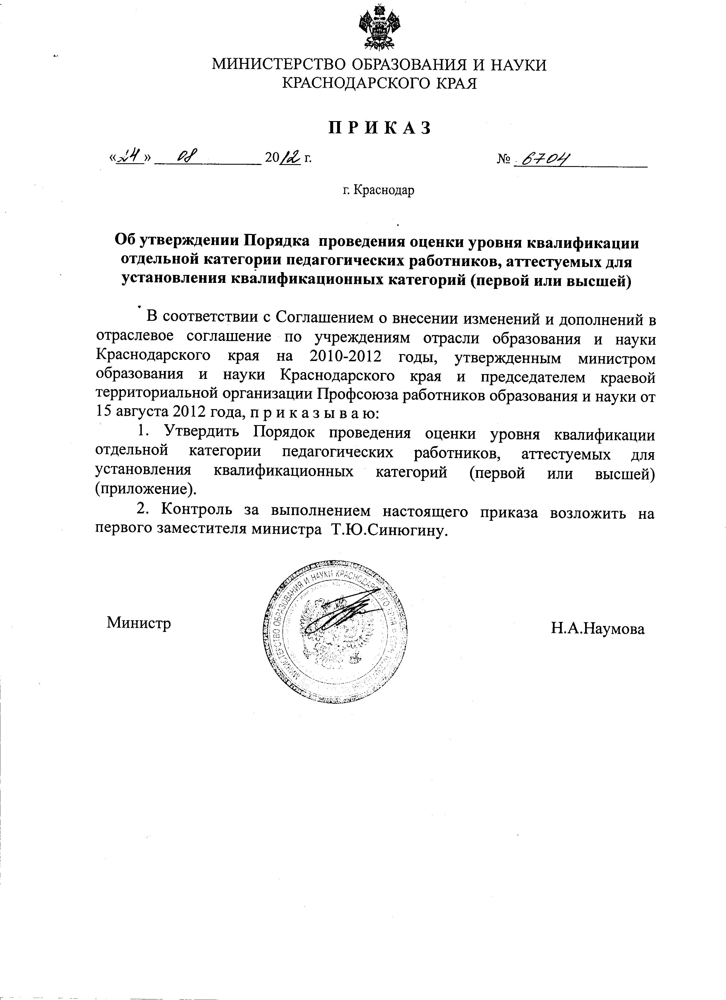 МИНИСТЕРСТВО ОБРАЗОВАНИЯ И НАУКИ
КРАСНОДАРСКОГО КРАЯ
П Р И К А З
«24» 08 2012 г. № 6704
г. Краснодар
Об утверждении Порядка проведения оценки уровня квалификации
отдельной категории педагогических работников, аттестуемых для
установления квалификационных категорий (первой или высшей)
В соответствии с Соглашением о внесении изменений и дополнений в
отраслевое соглашение по учреждениям отрасли образования и науки
Краснодарского края на 2010-2012 годы, утвержденным министром
образования и науки Краснодарского края и председателем краевой
территориальной организации Профсоюза работников образования и науки от
15 августа 2012 года, п р и к а з ы в а ю:
1. Утвердить Порядок проведения оценки уровня квалификации
отдельной категории педагогических работников, аттестуемых для
установления квалификационных категорий (первой или высшей)
(приложение).
2. Контроль за выполнением настоящего приказа возложить на
первого заместителя министра Т.Ю.Синюгину.
МИНИСТЕРСТВО ОБРАЗОВАНИЯ И НАУКИ КРАСНОДАРСКОГО КРАЯ
Министр Н.А.Наумова